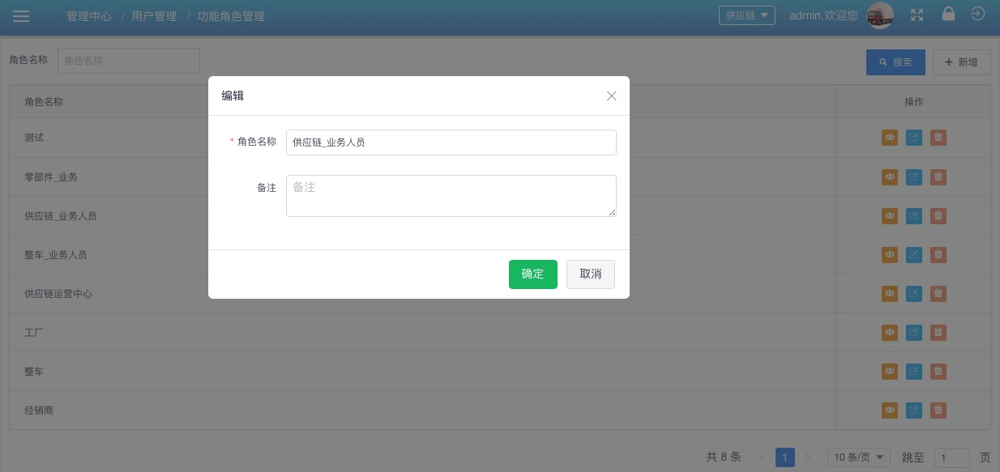 管理中心 / 用户管理 / 功能角色管理 供应链 admin,欢迎您
角色名称 角色名称 搜索 新增
编辑
角色名称 操作
* 角色名称 供应链_业务人员
备注 备注
确定 取消
测试
零部件_业务
供应链_业务人员
整车_业务人员
供应链运营中心
工厂
整车
经销商
共 8 条 1 10 条/页 跳至 1 页